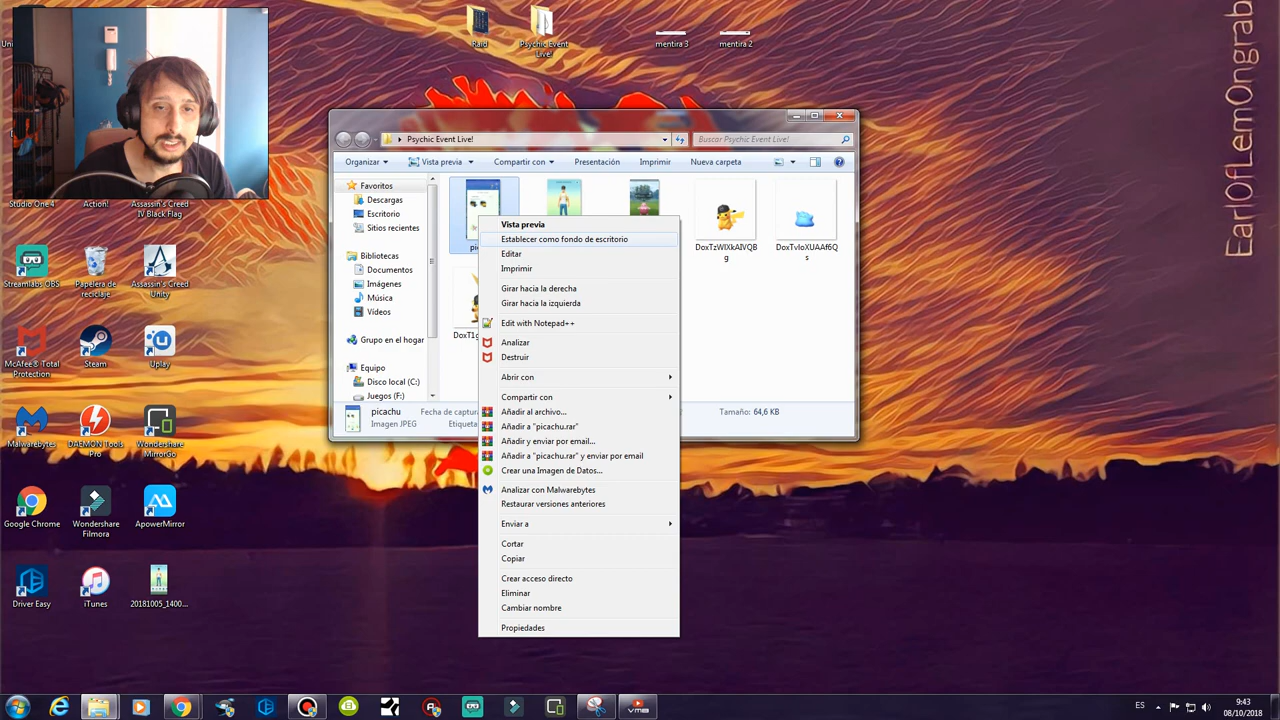 Raid
Psychic Event
Live!
mentira 3
mentira 2
EarlOfLemOngrab
Studio One 4
Action!
Assassin's Creed
IV Black Flag
Streamlabs OBS
Papelera de
reciclaje
Assassin's Creed
Unity
McAfee® Total
Protection
Steam
Uplay
Malwarebytes
DAEMON Tools
Pro
Wondershare
MirrorGo
Google Chrome
Wondershare
Filmora
ApowerMirror
Driver Easy
iTunes
20181005_1400...
Psychic Event Live!
Buscar Psychic Event Live!
Organizar
Vista previa
Compartir con
Presentación
Imprimir
Nueva carpeta
Favoritos
Descargas
Escritorio
Sitios recientes
Bibliotecas
Documentos
Imágenes
Música
Vídeos
Grupo en el hogar
Equipo
Disco local (C:)
Juegos (F:)
DoxTzWIXkAIVQB
g
DoxTvIoXUAAf6Q
s
picachu
Imagen JPEG
Tamaño: 64,6 KB
Vista previa
Establecer como fondo de escritorio
Editar
Imprimir
Girar hacia la derecha
Girar hacia la izquierda
Edit with Notepad++
Analizar
Destruir
Abrir con
Compartir con
Añadir al archivo...
Añadir a "picachu.rar"
Añadir y enviar por email...
Añadir a "picachu.rar" y enviar por email
Crear una Imagen de Datos...
Analizar con Malwarebytes
Restaurar versiones anteriores
Enviar a
Cortar
Copiar
Crear acceso directo
Eliminar
Cambiar nombre
Propiedades
ES
9:43
08/10/2018